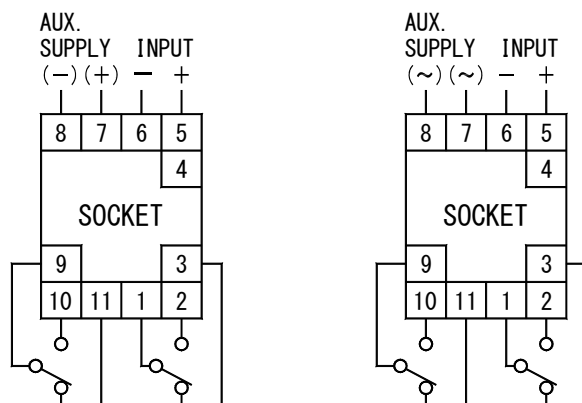 AUX.
SUPPLY INPUT
(−) (+) − +
8 7 6 5
4
SOCKET
9 3
10 11 1 2
AUX.
SUPPLY INPUT
(~) (~) − +
8 7 6 5
4
SOCKET
9 3
10 11 1 2